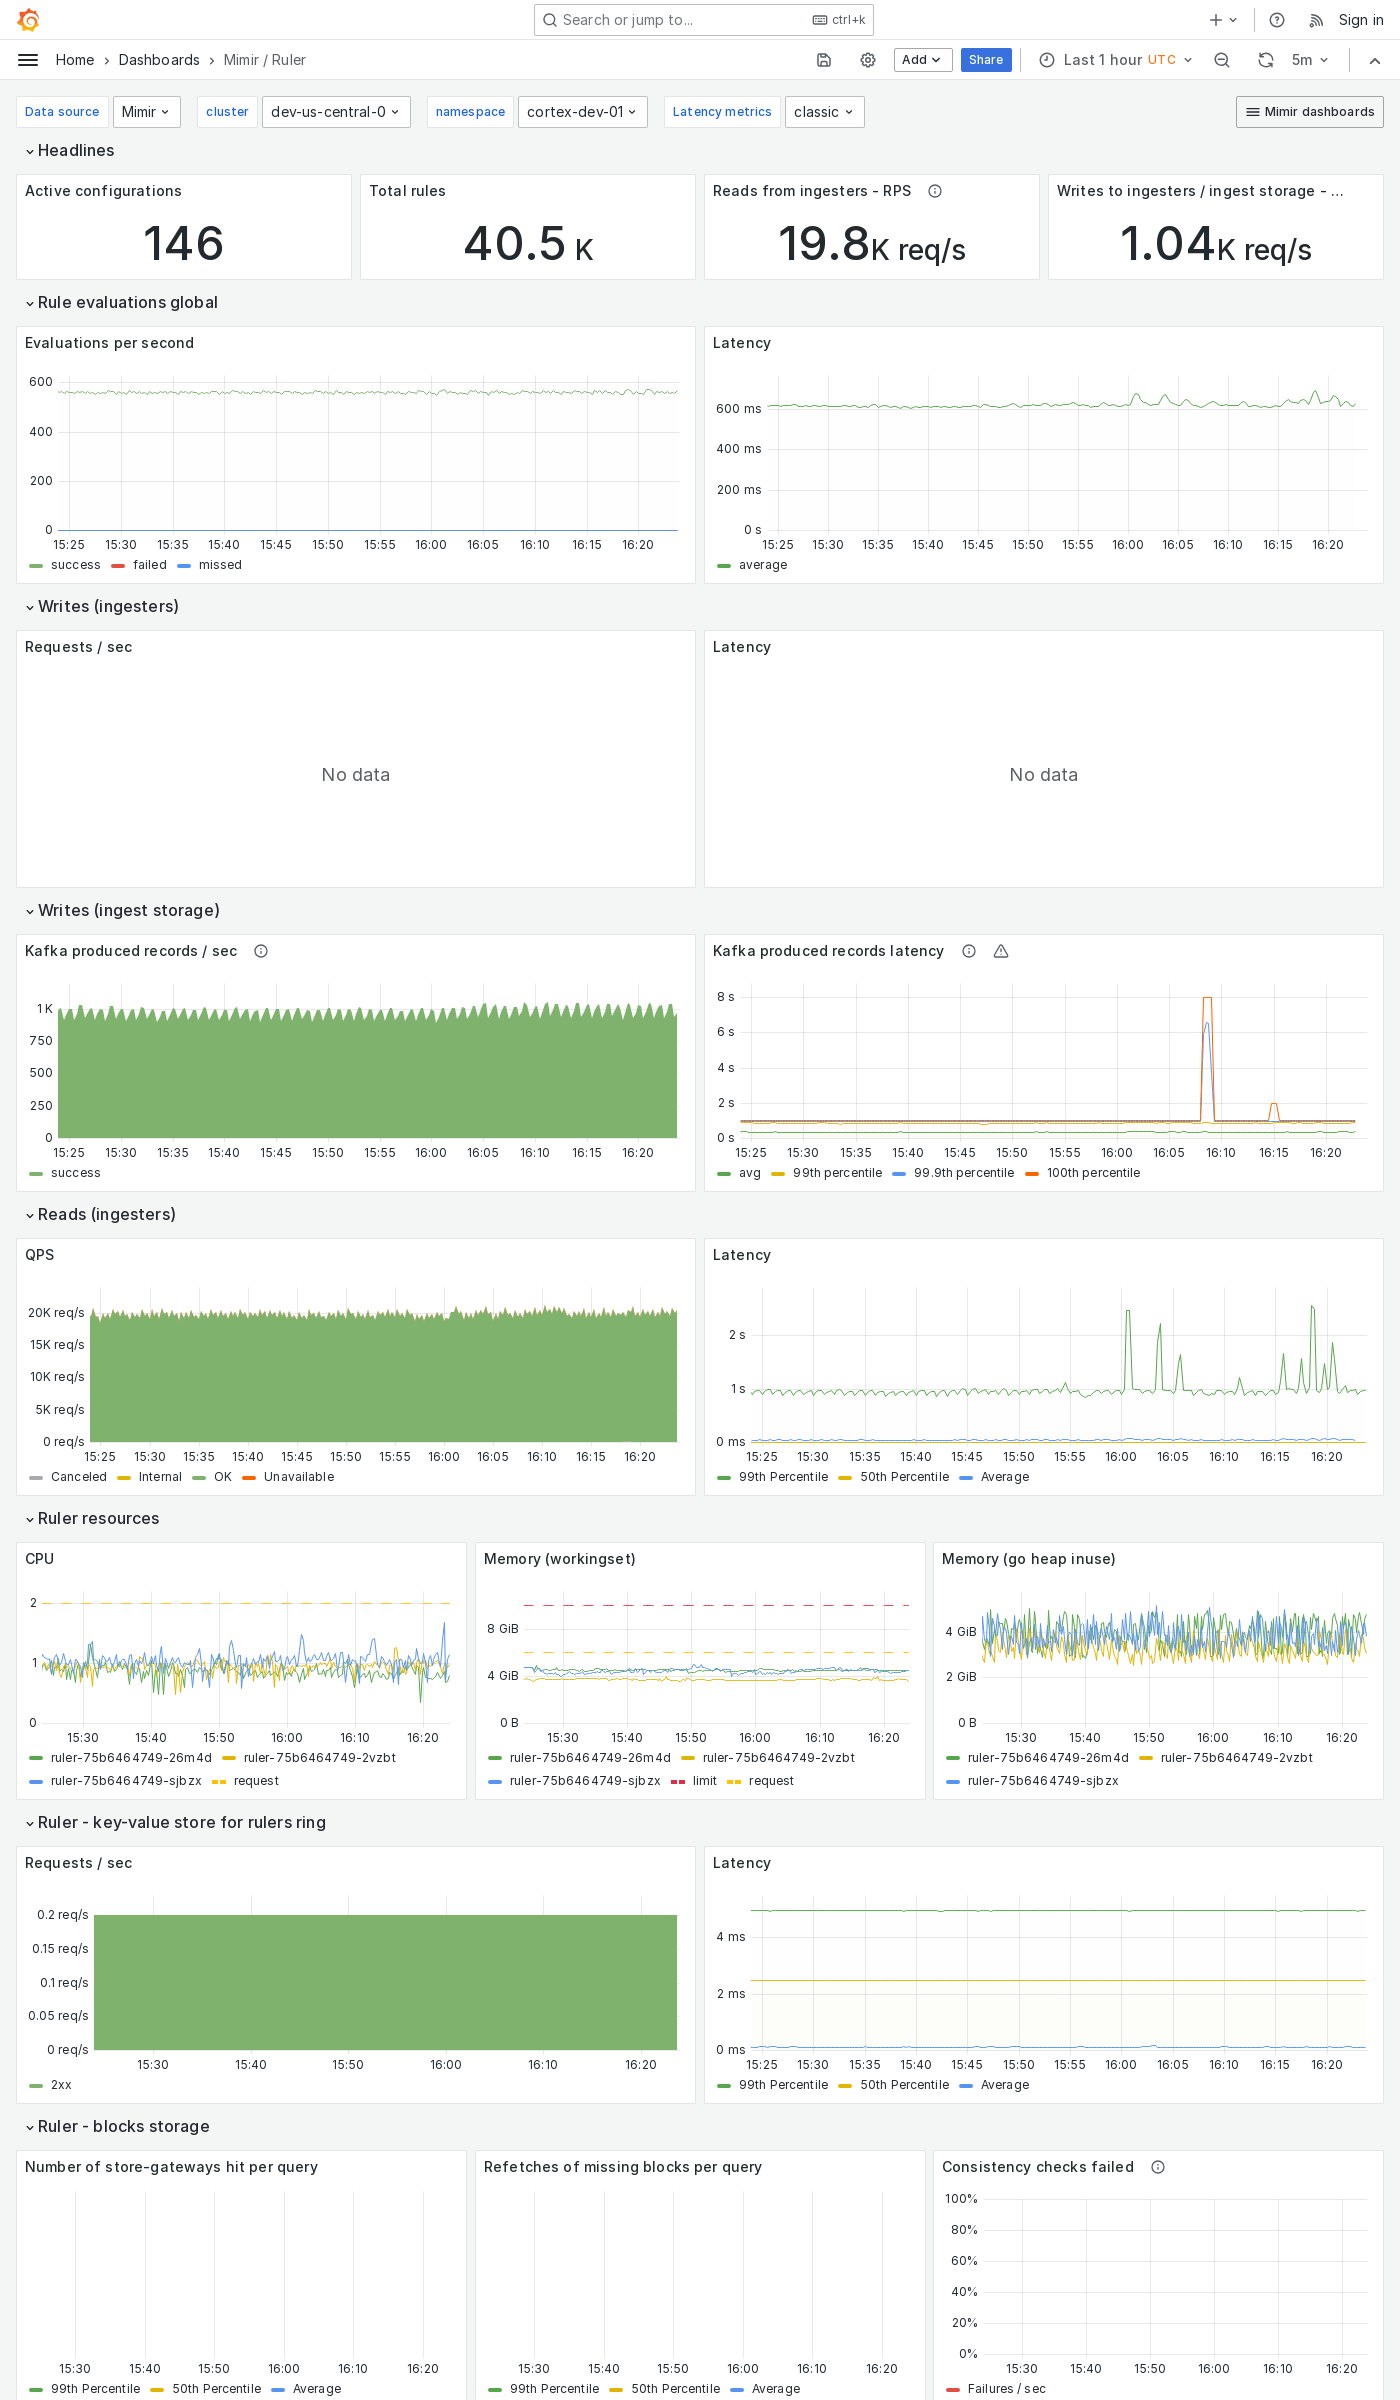 Search or jump to... ctrl+k Sign in
Home Dashboards Mimir / Ruler Add Share Last 1 hour UTC 5m
Data source Mimir cluster dev-us-central-0 namespace cortex-dev-01 Latency metrics classic Mimir dashboards
Headlines
Active configurations Total rules Reads from ingesters - RPS Writes to ingesters / ingest storage - ...
146 40.5 K 19.8K req/s 1.04K req/s
Rule evaluations global
Evaluations per second
600
400
200
0
15:25 15:30 15:35 15:40 15:45 15:50 15:55 16:00 16:05 16:10 16:15 16:20
success failed missed
Latency
600 ms
400 ms
200 ms
0 s
15:25 15:30 15:35 15:40 15:45 15:50 15:55 16:00 16:05 16:10 16:15 16:20
average
Writes (ingesters)
Requests / sec
No data
Latency
No data
Writes (ingest storage)
Kafka produced records / sec
1 K
750
500
250
0
15:25 15:30 15:35 15:40 15:45 15:50 15:55 16:00 16:05 16:10 16:15 16:20
success
Kafka produced records latency
8 s
6 s
4 s
2 s
0 s
15:25 15:30 15:35 15:40 15:45 15:50 15:55 16:00 16:05 16:10 16:15 16:20
avg 99th percentile 99.9th percentile 100th percentile
Reads (ingesters)
QPS
20K req/s
15K req/s
10K req/s
5K req/s
0 req/s
15:25 15:30 15:35 15:40 15:45 15:50 15:55 16:00 16:05 16:10 16:15 16:20
Canceled Internal OK Unavailable
Latency
2 s
1 s
0 ms
15:25 15:30 15:35 15:40 15:45 15:50 15:55 16:00 16:05 16:10 16:15 16:20
99th Percentile 50th Percentile Average
Ruler resources
CPU
2
1
0
15:30 15:40 15:50 16:00 16:10 16:20
ruler-75b6464749-26m4d ruler-75b6464749-2vzbt
ruler-75b6464749-sjbzx request
Memory (workingset)
8 GiB
4 GiB
0 B
15:30 15:40 15:50 16:00 16:10 16:20
ruler-75b6464749-26m4d ruler-75b6464749-2vzbt
ruler-75b6464749-sjbzx limit request
Memory (go heap inuse)
4 GiB
2 GiB
0 B
15:30 15:40 15:50 16:00 16:10 16:20
ruler-75b6464749-26m4d ruler-75b6464749-2vzbt
ruler-75b6464749-sjbzx
Ruler - key-value store for rulers ring
Requests / sec
0.2 req/s
0.15 req/s
0.1 req/s
0.05 req/s
0 req/s
15:30 15:40 15:50 16:00 16:10 16:20
2xx
Latency
4 ms
2 ms
0 ms
15:25 15:30 15:35 15:40 15:45 15:50 15:55 16:00 16:05 16:10 16:15 16:20
99th Percentile 50th Percentile Average
Ruler - blocks storage
Number of store-gateways hit per query
15:30 15:40 15:50 16:00 16:10 16:20
99th Percentile 50th Percentile Average
Refetches of missing blocks per query
15:30 15:40 15:50 16:00 16:10 16:20
99th Percentile 50th Percentile Average
Consistency checks failed
100%
80%
60%
40%
20%
0%
15:30 15:40 15:50 16:00 16:10 16:20
Failures / sec